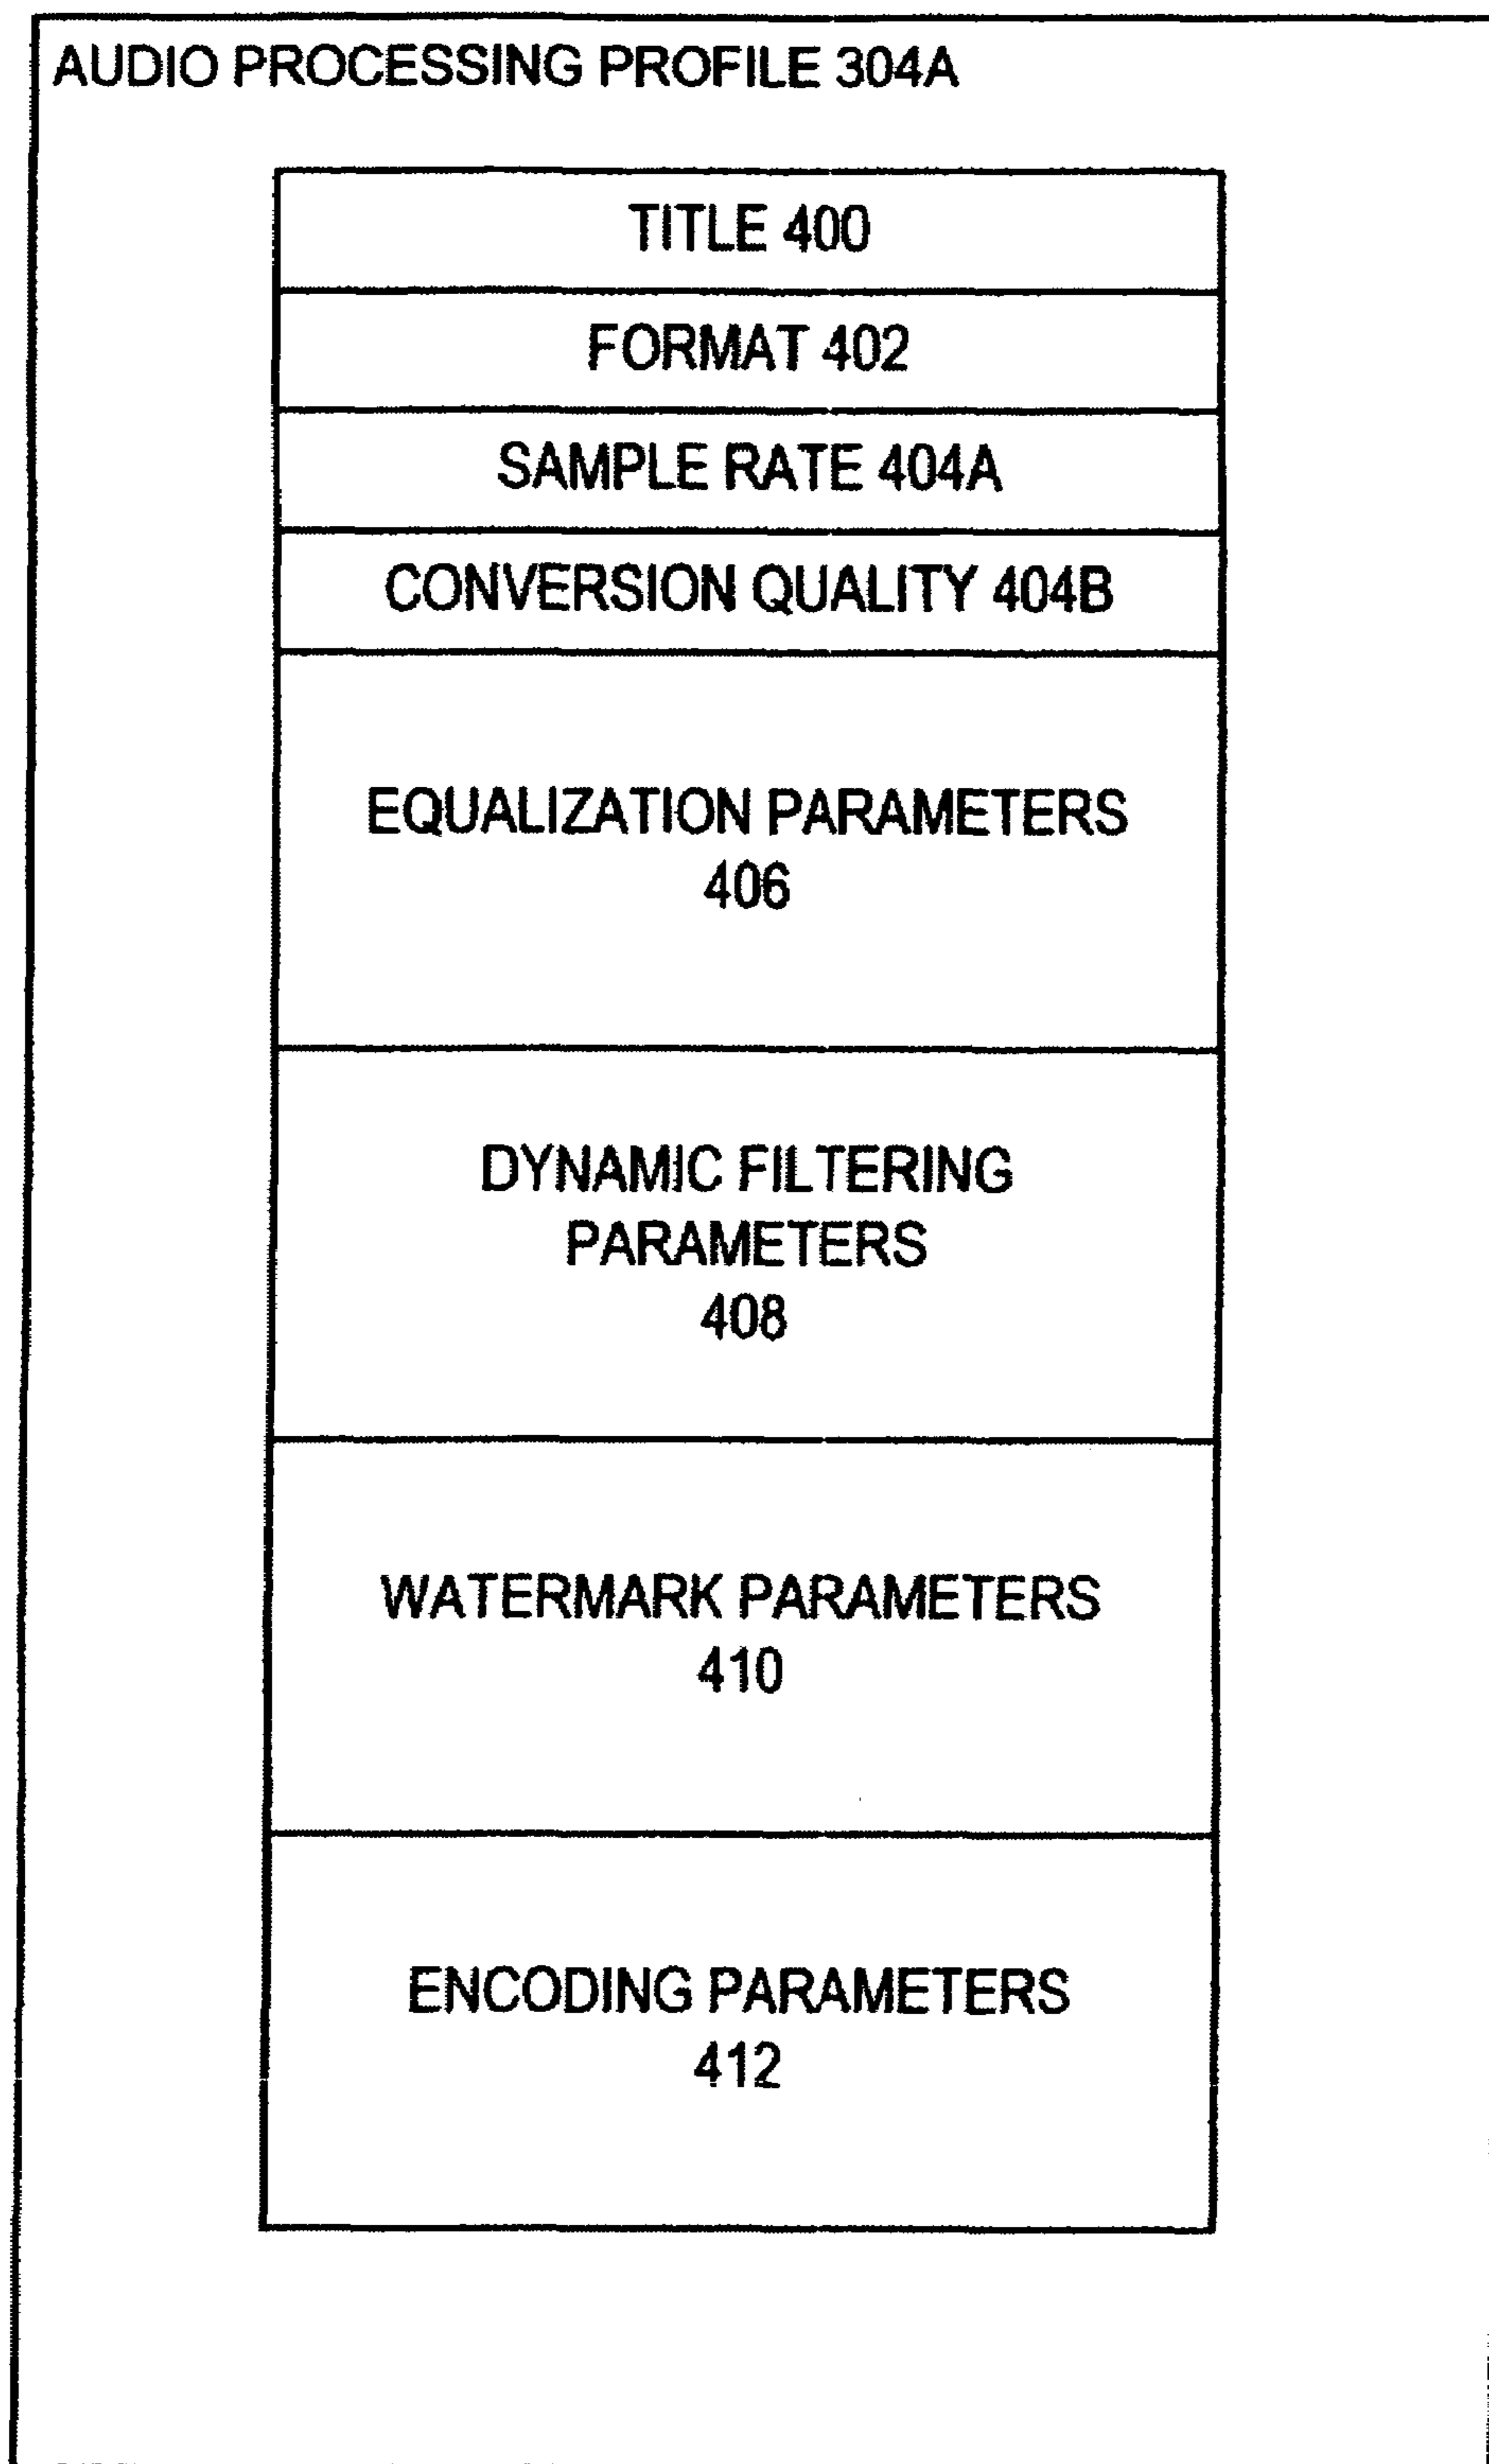 AUDIO PROCESSING PROFILE 304A
TITLE 400
FORMAT 402
SAMPLE RATE 404A
CONVERSION QUALITY 404B
EQUALIZATION PARAMETERS
406
DYNAMIC FILTERING
PARAMETERS
408
WATERMARK PARAMETERS
410
ENCODING PARAMETERS
412